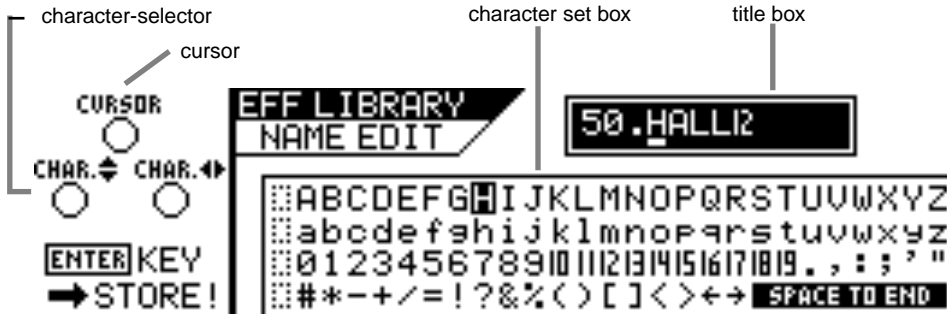 character-selector
character set box
title box
cursor
CURSOR
CHAR.⬍ CHAR.◀▶
ENTER KEY
➡STORE!
EFF LIBRARY
NAME EDIT
50.HALL12
ABCDEFGHIJKLMNOPQRSTUVWXYZ
abcdefghijklmnopqrstuvwxyz
0123456789 10 11 12 13 14 15 16 17 18 19 . , : ; ' "
#*-+/=!?&%()[]<>←→ SPACE TO END